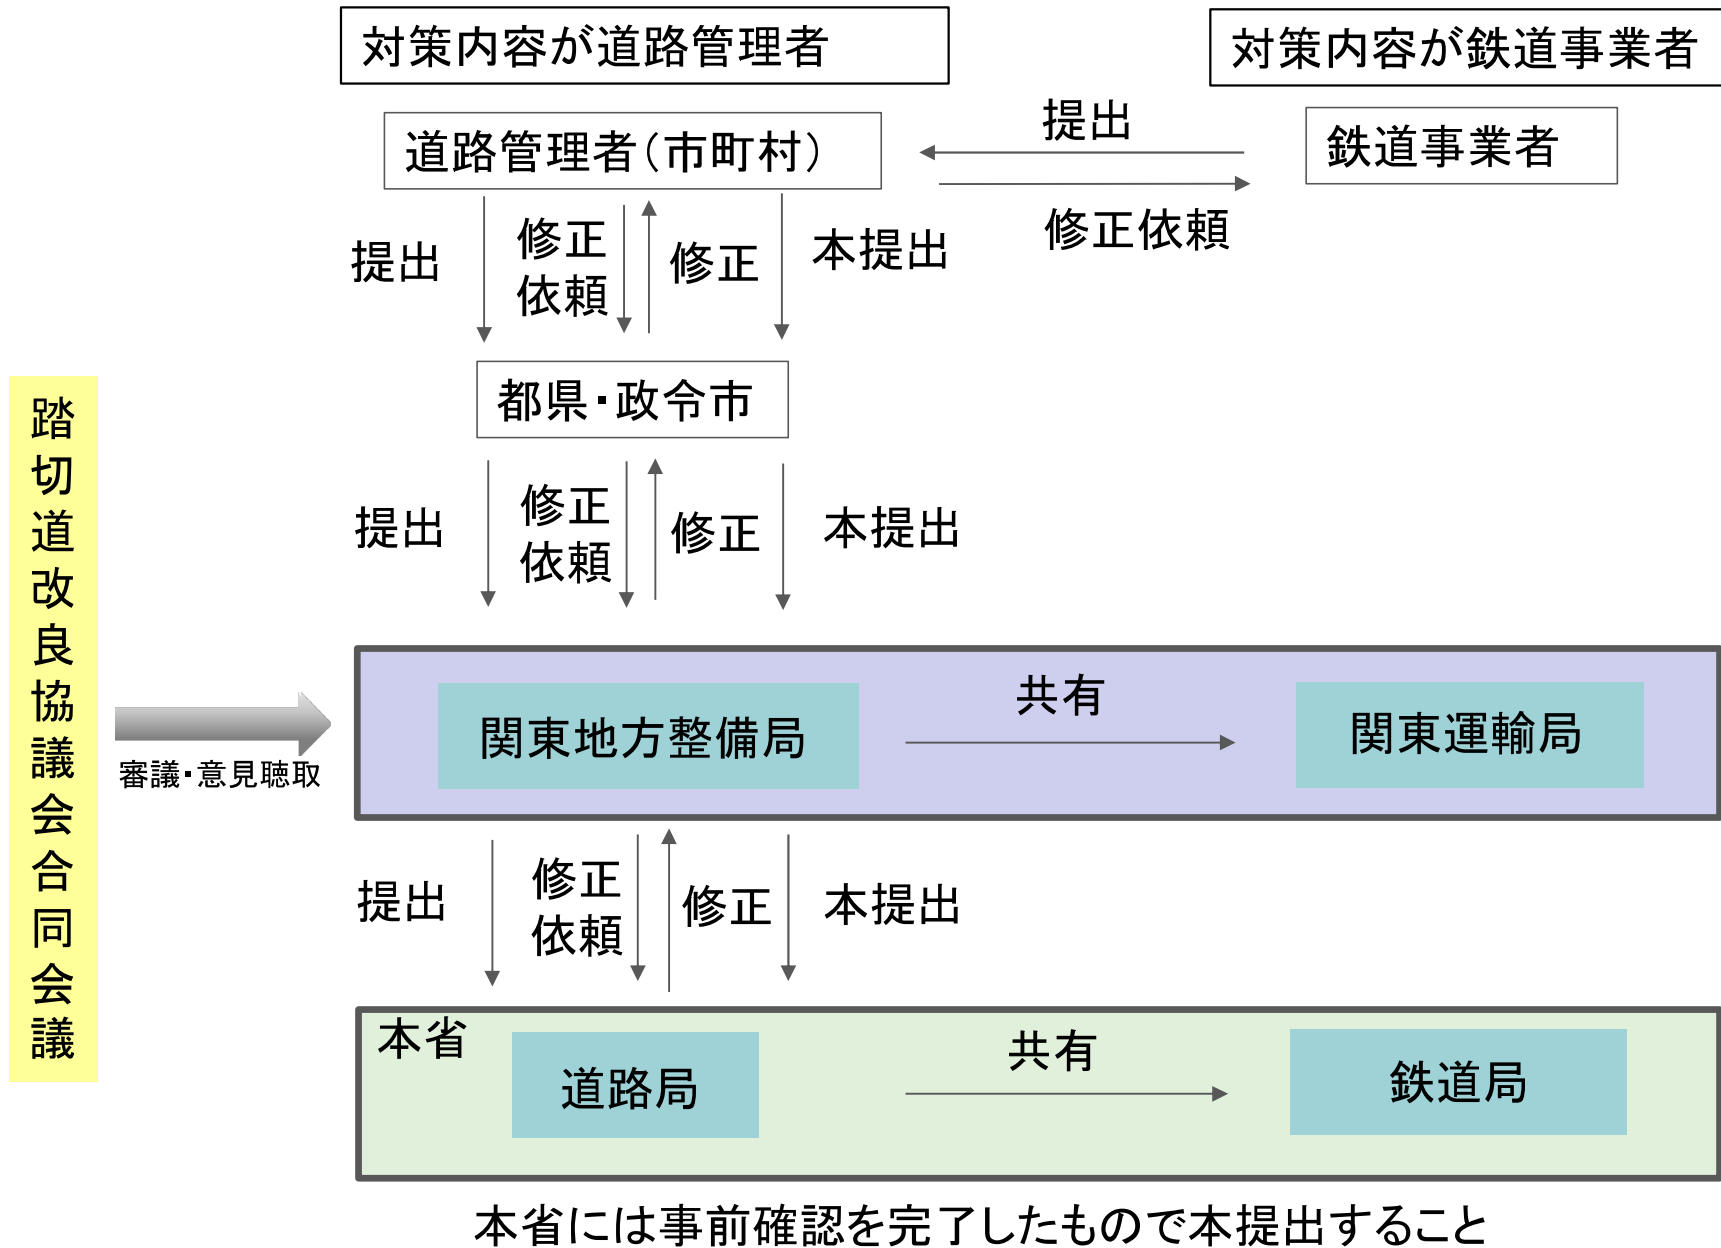 対策内容が道路管理者
対策内容が鉄道事業者
道路管理者（市町村）
提出
鉄道事業者
修正依頼
提出
修正
依頼
修正
本提出
都県・政令市
提出
修正
依頼
修正
本提出
踏切道改良協議会合同会議
審議・意見聴取
関東地方整備局
共有
関東運輸局
提出
修正
依頼
修正
本提出
本省
道路局
共有
鉄道局
本省には事前確認を完了したもので本提出すること